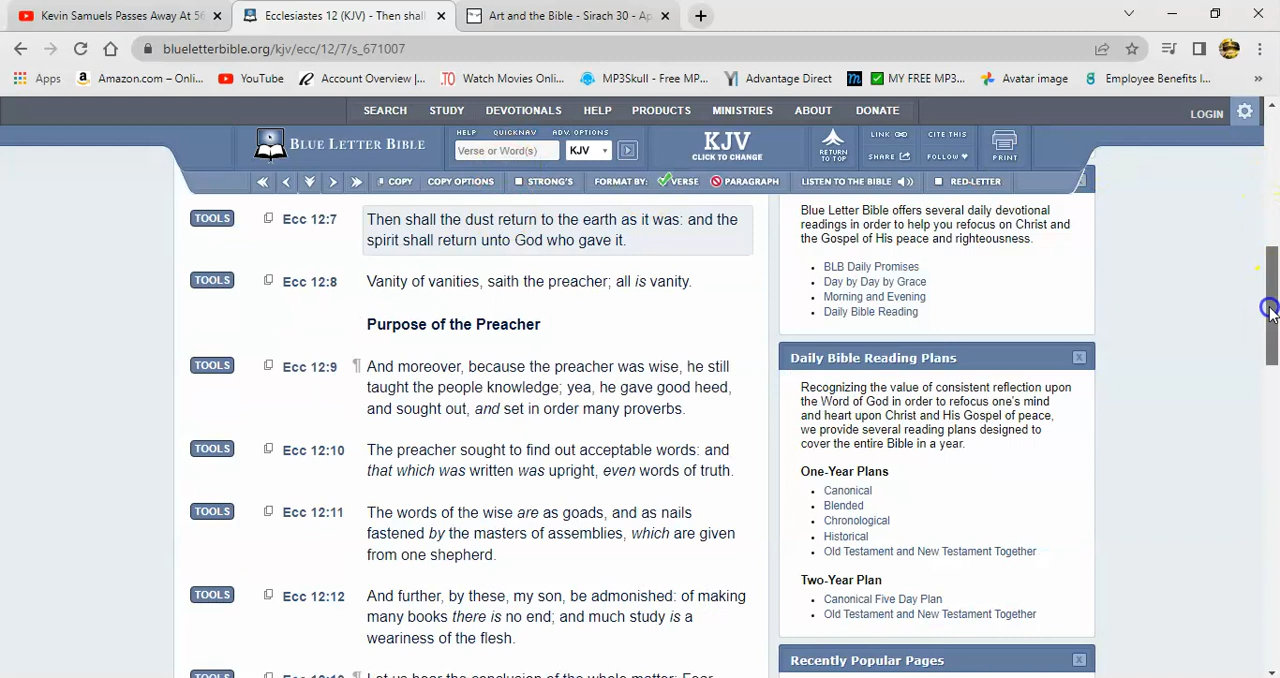 Kevin Samuels Passes Away At 56
Ecclesiastes 12 (KJV) - Then shall
Art and the Bible - Sirach 30 - Ap
blueletterbible.org/kjv/ecc/12/7/s_671007
Apps
Amazon.com – Onli...
YouTube
Account Overview |...
Watch Movies Onli...
MP3Skull - Free MP...
Advantage Direct
MY FREE MP3...
Avatar image
Employee Benefits I...
SEARCH STUDY DEVOTIONALS HELP PRODUCTS MINISTRIES ABOUT DONATE
LOGIN
BLUE LETTER BIBLE
HELP QUICKNAV ADV. OPTIONS
Verse or Word(s) KJV
KJV
CLICK TO CHANGE
RETURN
TO TOP
LINK CITE THIS
SHARE FOLLOW
PRINT
COPY COPY OPTIONS STRONG'S FORMAT BY: VERSE PARAGRAPH LISTEN TO THE BIBLE RED-LETTER
TOOLS Ecc 12:7 Then shall the dust return to the earth as it was: and the
spirit shall return unto God who gave it.
TOOLS Ecc 12:8 Vanity of vanities, saith the preacher; all is vanity.
Purpose of the Preacher
TOOLS Ecc 12:9 ¶ And moreover, because the preacher was wise, he still
taught the people knowledge; yea, he gave good heed,
and sought out, and set in order many proverbs.
TOOLS Ecc 12:10 The preacher sought to find out acceptable words: and
that which was written was upright, even words of truth.
TOOLS Ecc 12:11 The words of the wise are as goads, and as nails
fastened by the masters of assemblies, which are given
from one shepherd.
TOOLS Ecc 12:12 And further, by these, my son, be admonished: of making
many books there is no end; and much study is a
weariness of the flesh.
Let us hear the conclusion of the whole matter: Fear
Blue Letter Bible offers several daily devotional
readings in order to help you refocus on Christ and
the Gospel of His peace and righteousness.
BLB Daily Promises
Day by Day by Grace
Morning and Evening
Daily Bible Reading
Daily Bible Reading Plans
Recognizing the value of consistent reflection upon
the Word of God in order to refocus one's mind
and heart upon Christ and His Gospel of peace,
we provide several reading plans designed to
cover the entire Bible in a year.
One-Year Plans
Canonical
Blended
Chronological
Historical
Old Testament and New Testament Together
Two-Year Plan
Canonical Five Day Plan
Old Testament and New Testament Together
Recently Popular Pages